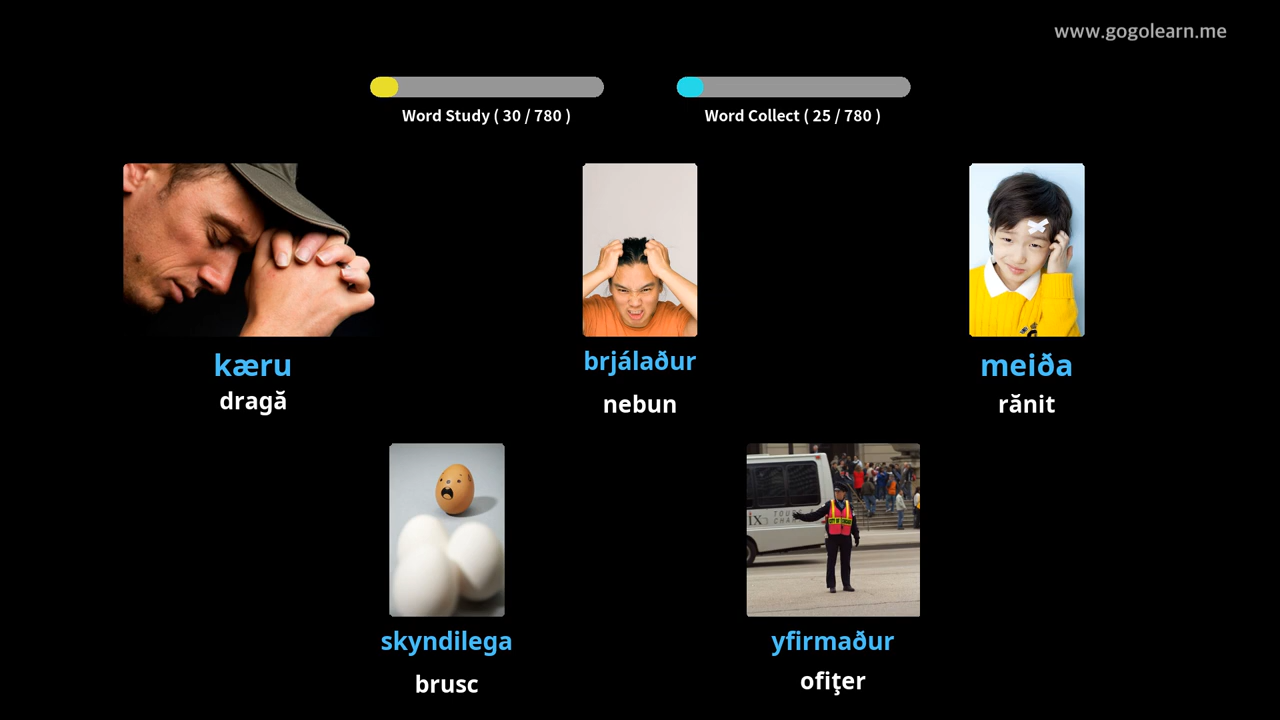 www.gogolearn.me
Word Study ( 30 / 780 )
Word Collect ( 25 / 780 )
kæru
dragă
brjálaður
nebun
meiða
rănit
skyndilega
brusc
yfirmaður
ofiţer